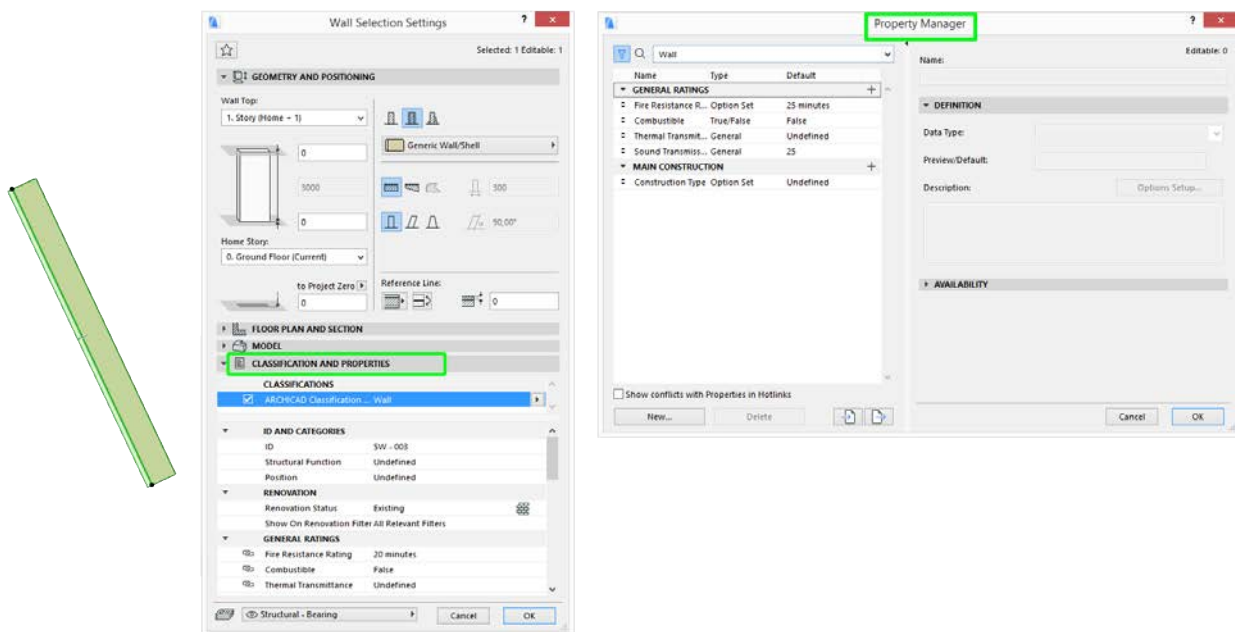 Wall Selection Settings
?
×
Selected: 1 Editable: 1
GEOMETRY AND POSITIONING
Wall Top:
1. Story (Home + 1)
Generic Wall/Shell
0
3000
300
0
90,00°
Home Story:
0. Ground Floor (Current)
to Project Zero
Reference Line:
0
0
FLOOR PLAN AND SECTION
MODEL
CLASSIFICATION AND PROPERTIES
CLASSIFICATIONS
ARCHICAD Classification ... Wall
ID AND CATEGORIES
ID SW - 003
Structural Function Undefined
Position Undefined
RENOVATION
Renovation Status Existing
Show On Renovation Filter All Relevant Filters
GENERAL RATINGS
Fire Resistance Rating 20 minutes
Combustible False
Thermal Transmittance Undefined
Structural - Bearing
Cancel
OK
Property Manager
?
×
Wall
Name Type Default
GENERAL RATINGS
Fire Resistance R... Option Set 25 minutes
Combustible True/False False
Thermal Transmit... General Undefined
Sound Transmiss... General 25
MAIN CONSTRUCTION
Construction Type Option Set Undefined
Show conflicts with Properties in Hotlinks
New...
Delete
Editable: 0
Name:
DEFINITION
Data Type:
Preview/Default:
Description:
Options Setup...
AVAILABILITY
Cancel
OK